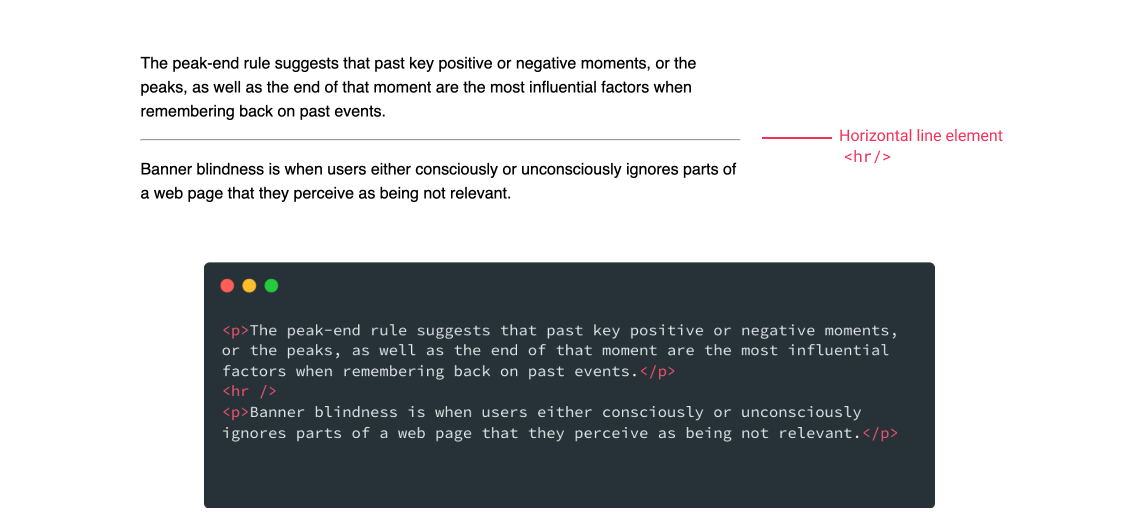 The peak-end rule suggests that past key positive or negative moments, or the
peaks, as well as the end of that moment are the most influential factors when
remembering back on past events.
Horizontal line element
<hr/>
Banner blindness is when users either consciously or unconsciously ignores parts of
a web page that they perceive as being not relevant.
<p>The peak-end rule suggests that past key positive or negative moments,
or the peaks, as well as the end of that moment are the most influential
factors when remembering back on past events.</p>
<hr />
<p>Banner blindness is when users either consciously or unconsciously
ignores parts of a web page that they perceive as being not relevant.</p>